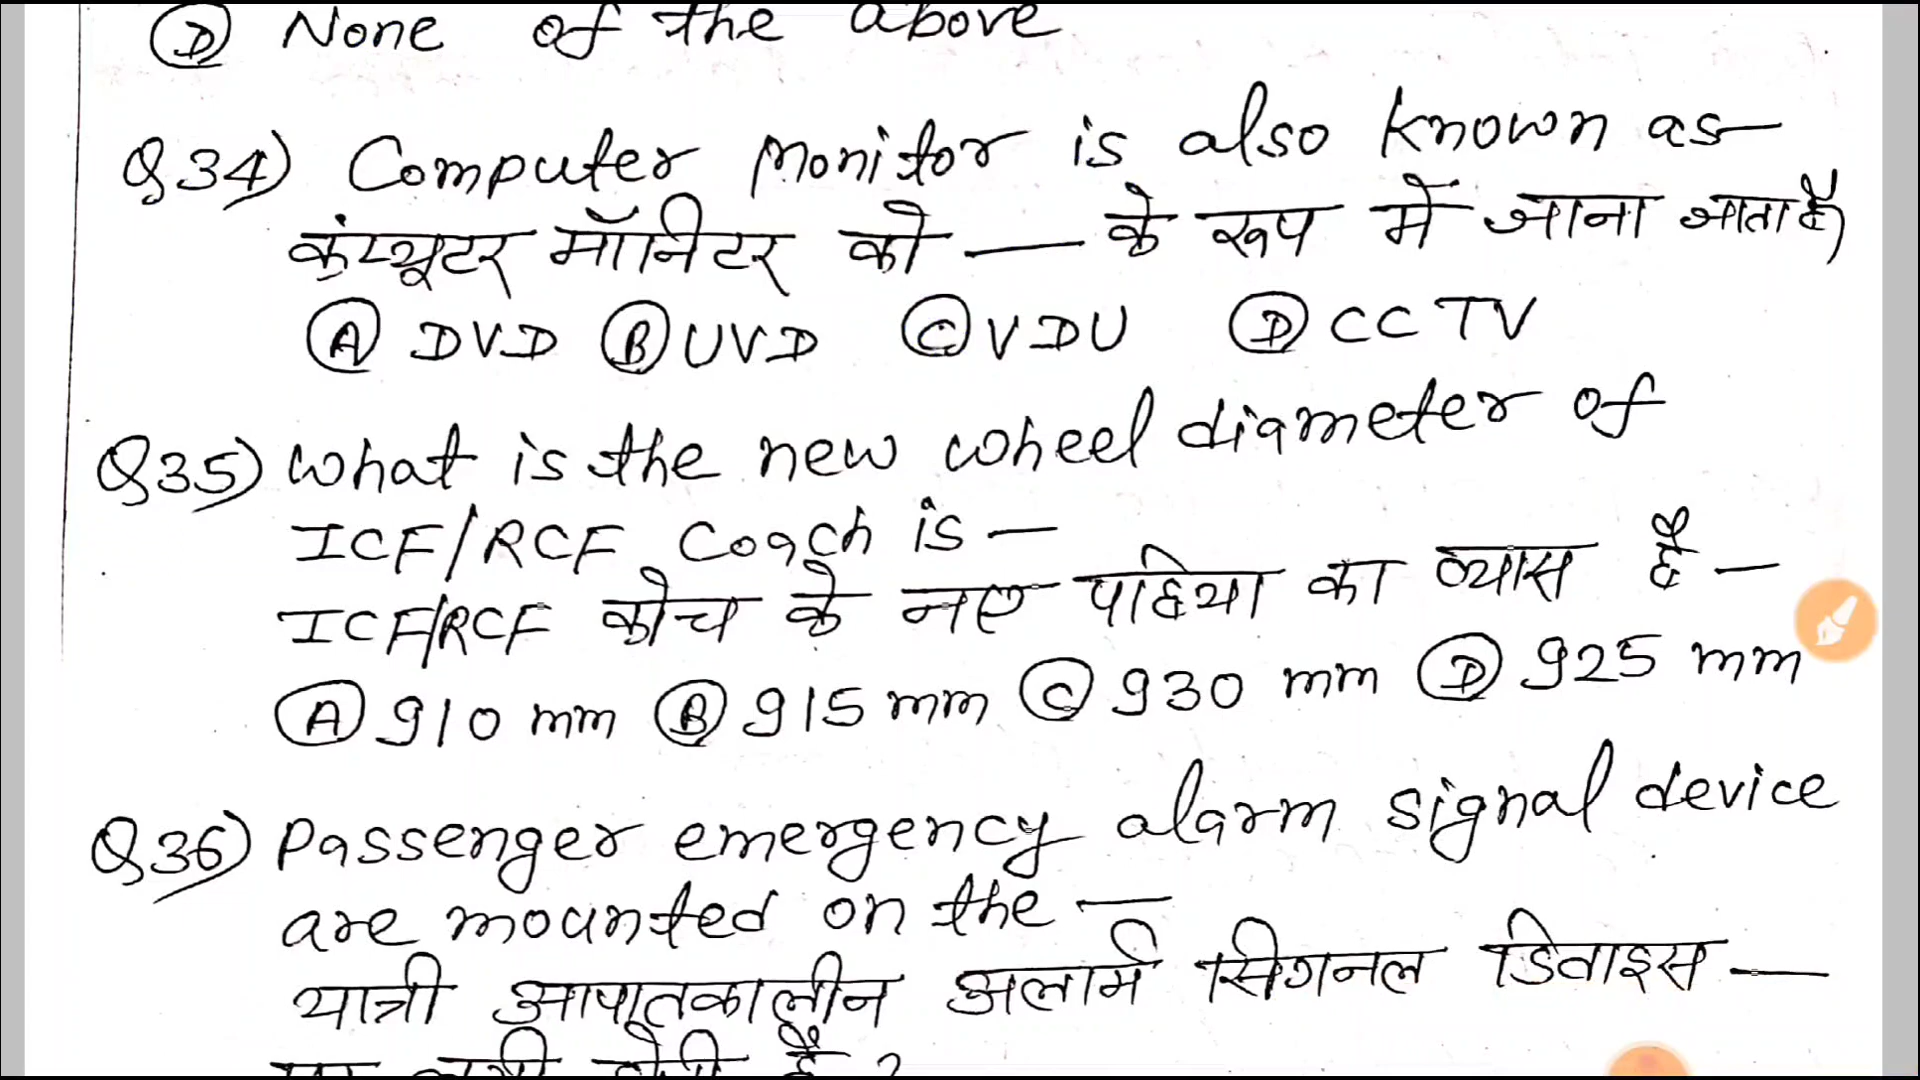 Ⓓ None of the above
Q34) Computer monitor is also known as—
कंप्यूटर मॉनिटर को — के रूप में जाना जाता है)
Ⓐ DVD Ⓑ UVD Ⓒ VDU Ⓓ CCTV
Q35) What is the new wheel diameter of
ICF/RCF Coach is —
ICF/RCF कोच के नए पहिया का व्यास है —
Ⓐ 910 mm Ⓑ 915 mm Ⓒ 930 mm Ⓓ 925 mm
Q36) Passenger emergency alarm signal device
are mounted on the —
यात्री आपातकालीन अलार्म सिगनल डिवाइस —
पर लगी होती है ?